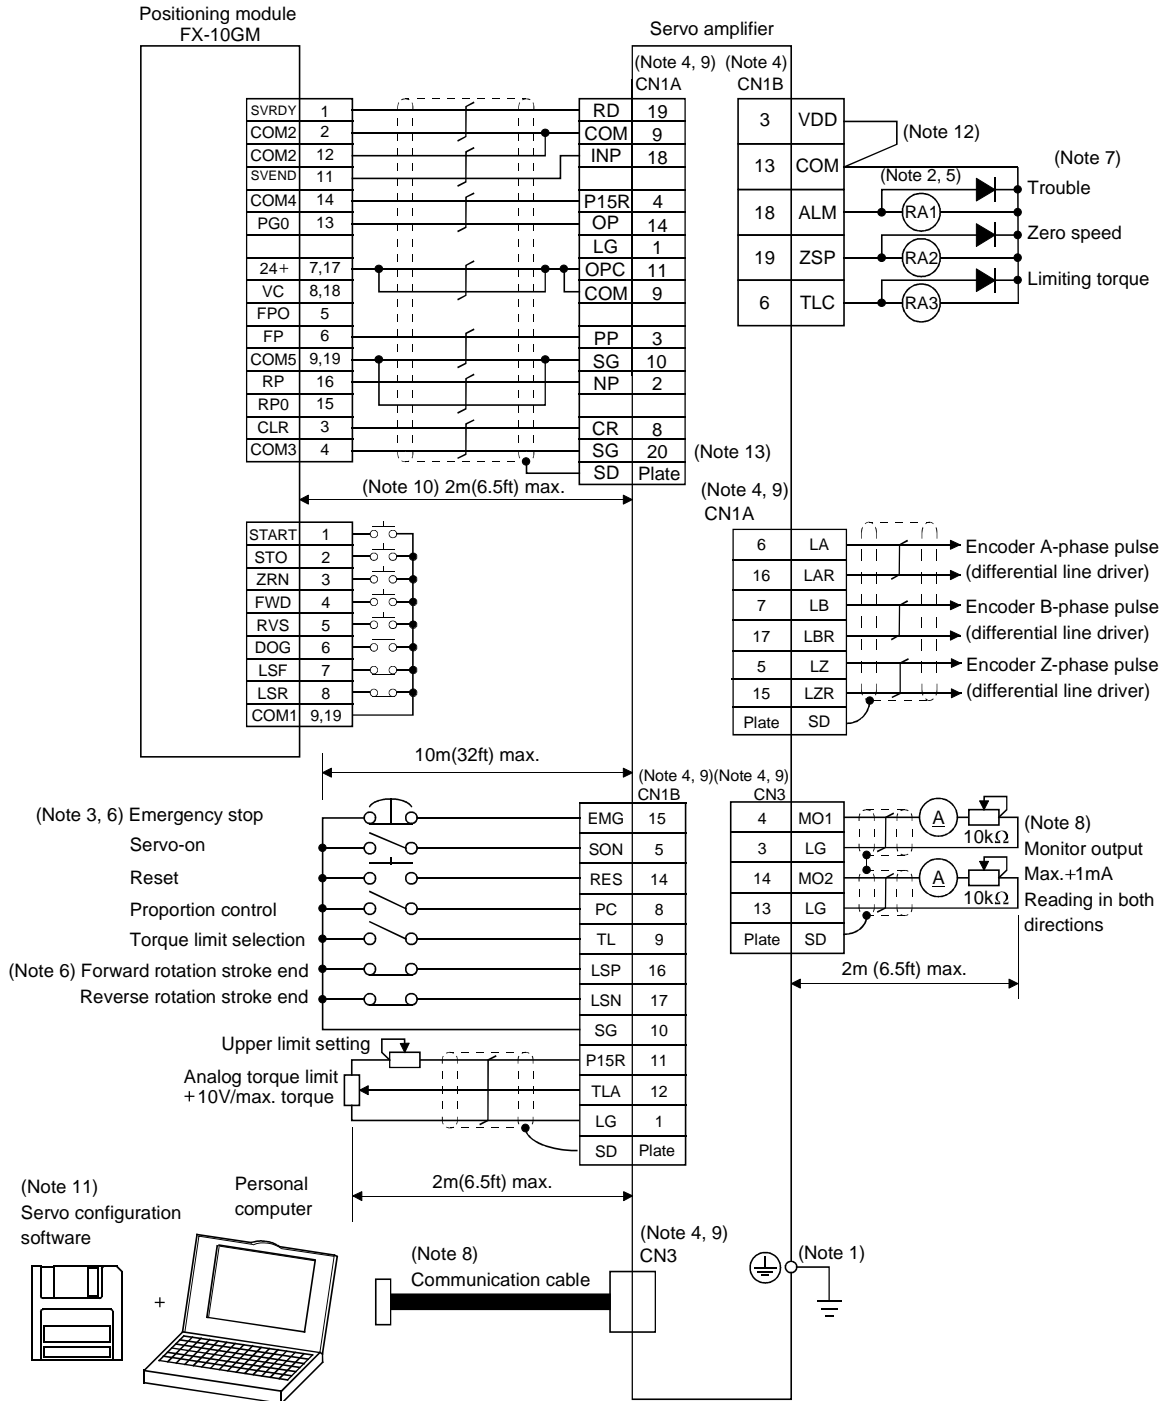 Positioning module
FX-10GM
Servo amplifier
(Note 4, 9)
CN1A
(Note 4)
CN1B
SVRDY 1
COM2 2
COM2 12
SVEND 11
COM4 14
PG0 13
24+ 7,17
VC 8,18
FPO 5
FP 6
COM5 9,19
RP 16
RP0 15
CLR 3
COM3 4
RD 19
COM 9
INP 18
P15R 4
OP 14
LG 1
OPC 11
COM 9
PP 3
SG 10
NP 2
CR 8
SG 20
SD Plate
(Note 13)
3 VDD
13 COM
18 ALM
19 ZSP
6 TLC
(Note 12)
(Note 7)
(Note 2, 5)
Trouble
RA1
Zero speed
RA2
Limiting torque
RA3
(Note 10) 2m(6.5ft) max.
START 1
STO 2
ZRN 3
FWD 4
RVS 5
DOG 6
LSF 7
LSR 8
COM1 9,19
(Note 4, 9)
CN1A
6 LA
16 LAR
7 LB
17 LBR
5 LZ
15 LZR
Plate SD
Encoder A-phase pulse
(differential line driver)
Encoder B-phase pulse
(differential line driver)
Encoder Z-phase pulse
(differential line driver)
10m(32ft) max.
(Note 4, 9)
CN1B
(Note 4, 9)
CN3
(Note 3, 6) Emergency stop
Servo-on
Reset
Proportion control
Torque limit selection
(Note 6) Forward rotation stroke end
Reverse rotation stroke end
Upper limit setting
Analog torque limit
+10V/max. torque
EMG 15
SON 5
RES 14
PC 8
TL 9
LSP 16
LSN 17
SG 10
P15R 11
TLA 12
LG 1
SD Plate
4 MO1
3 LG
14 MO2
13 LG
Plate SD
A
10kΩ
A
10kΩ
(Note 8)
Monitor output
Max.+1mA
Reading in both
directions
2m (6.5ft) max.
2m(6.5ft) max.
(Note 11)
Servo configuration
software
+
Personal
computer
(Note 8)
Communication cable
(Note 4, 9)
CN3
(Note 1)